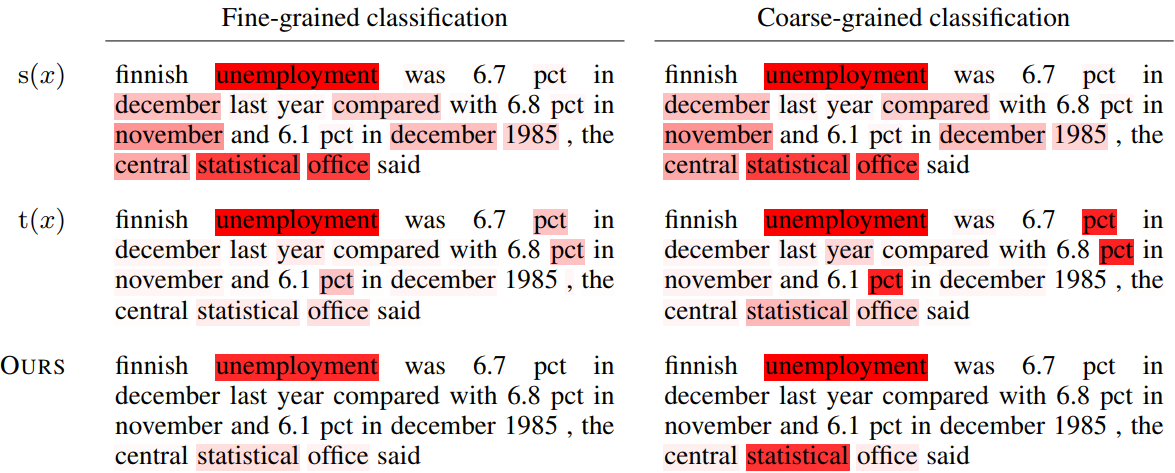 Fine-grained classification
Coarse-grained classification
s(x)
finnish unemployment was 6.7 pct in
december last year compared with 6.8 pct in
november and 6.1 pct in december 1985 , the
central statistical office said
finnish unemployment was 6.7 pct in
december last year compared with 6.8 pct in
november and 6.1 pct in december 1985 , the
central statistical office said
t(x)
finnish unemployment was 6.7 pct in
december last year compared with 6.8 pct in
november and 6.1 pct in december 1985 , the
central statistical office said
finnish unemployment was 6.7 pct in
december last year compared with 6.8 pct in
november and 6.1 pct in december 1985 , the
central statistical office said
OURS
finnish unemployment was 6.7 pct in
december last year compared with 6.8 pct in
november and 6.1 pct in december 1985 , the
central statistical office said
finnish unemployment was 6.7 pct in
december last year compared with 6.8 pct in
november and 6.1 pct in december 1985 , the
central statistical office said